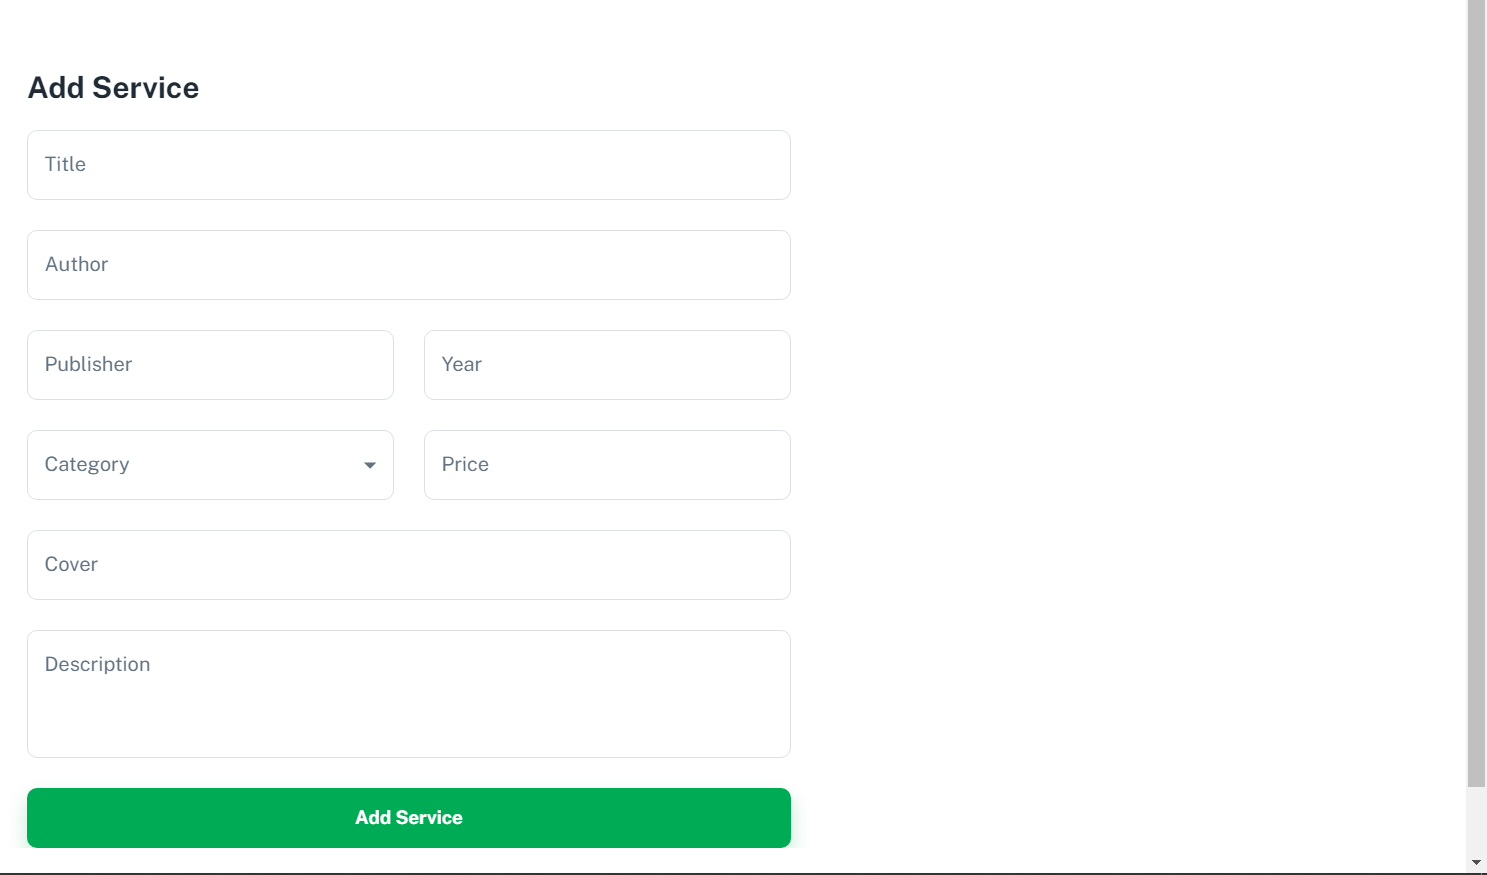 Add Service
Title
Author
Publisher
Year
Category
Price
Cover
Description
Add Service